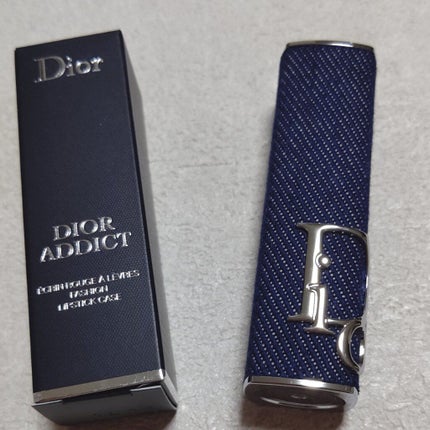 Dior
DIOR
ADDICT
ÉCRIN ROUGE À LÈVRES
FASHION
LIPSTICK CASE